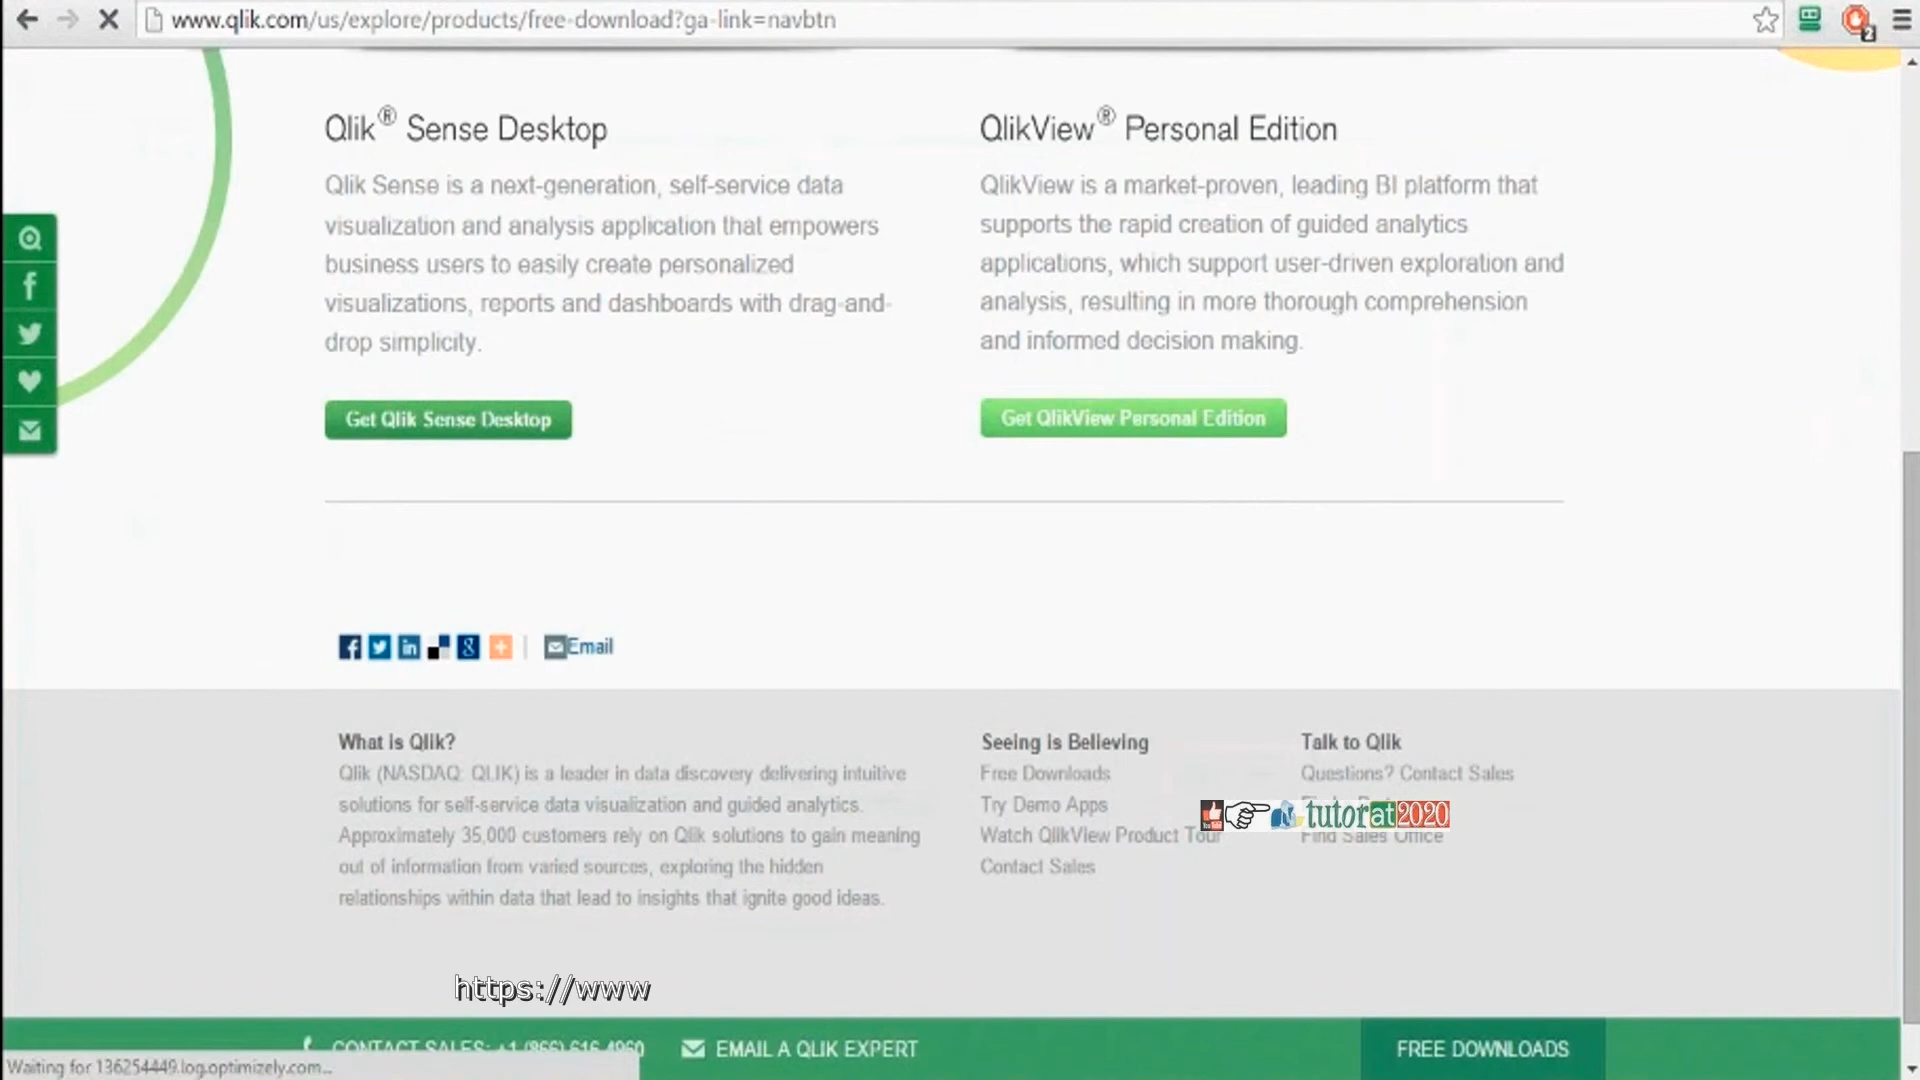 www.qlik.com/us/explore/products/free-download?ga-link=navbtn
2
Qlik® Sense Desktop
Qlik Sense is a next-generation, self-service data
visualization and analysis application that empowers
business users to easily create personalized
visualizations, reports and dashboards with drag-and-
drop simplicity.
Get Qlik Sense Desktop
QlikView® Personal Edition
QlikView is a market-proven, leading BI platform that
supports the rapid creation of guided analytics
applications, which support user-driven exploration and
analysis, resulting in more thorough comprehension
and informed decision making.
Get QlikView Personal Edition
Email
What is Qlik?
Qlik (NASDAQ: QLIK) is a leader in data discovery delivering intuitive
solutions for self-service data visualization and guided analytics.
Approximately 35,000 customers rely on Qlik solutions to gain meaning
out of information from varied sources, exploring the hidden
relationships within data that lead to insights that ignite good ideas.
Seeing is Believing
Free Downloads
Try Demo Apps
Watch QlikView Product Tour
Contact Sales
Talk to Qlik
Questions? Contact Sales
tutorat2020
Find Sales Office
https://www
CONTACT SALES: +1 (866) 616-4960
EMAIL A QLIK EXPERT
FREE DOWNLOADS
Waiting for 136254449.log.optimizely.com...